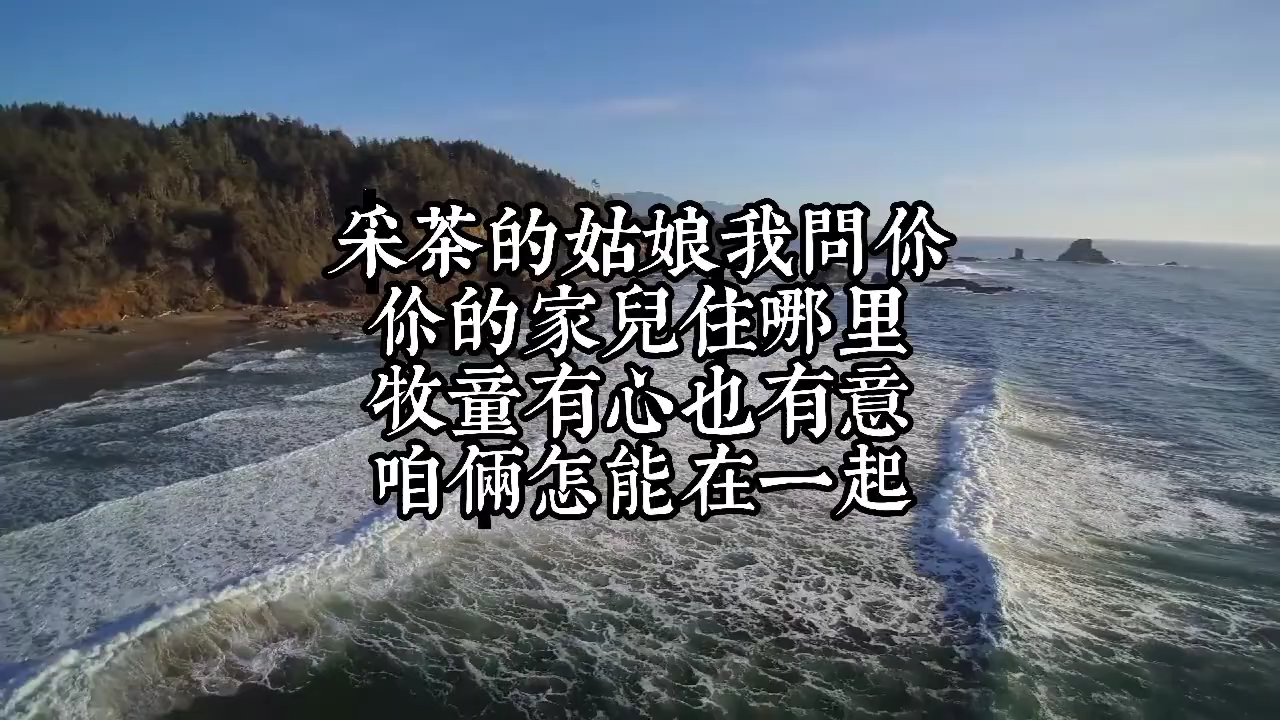 采茶的姑娘我問你
你的家兒住哪里
牧童有心也有意
咱倆怎能在一起